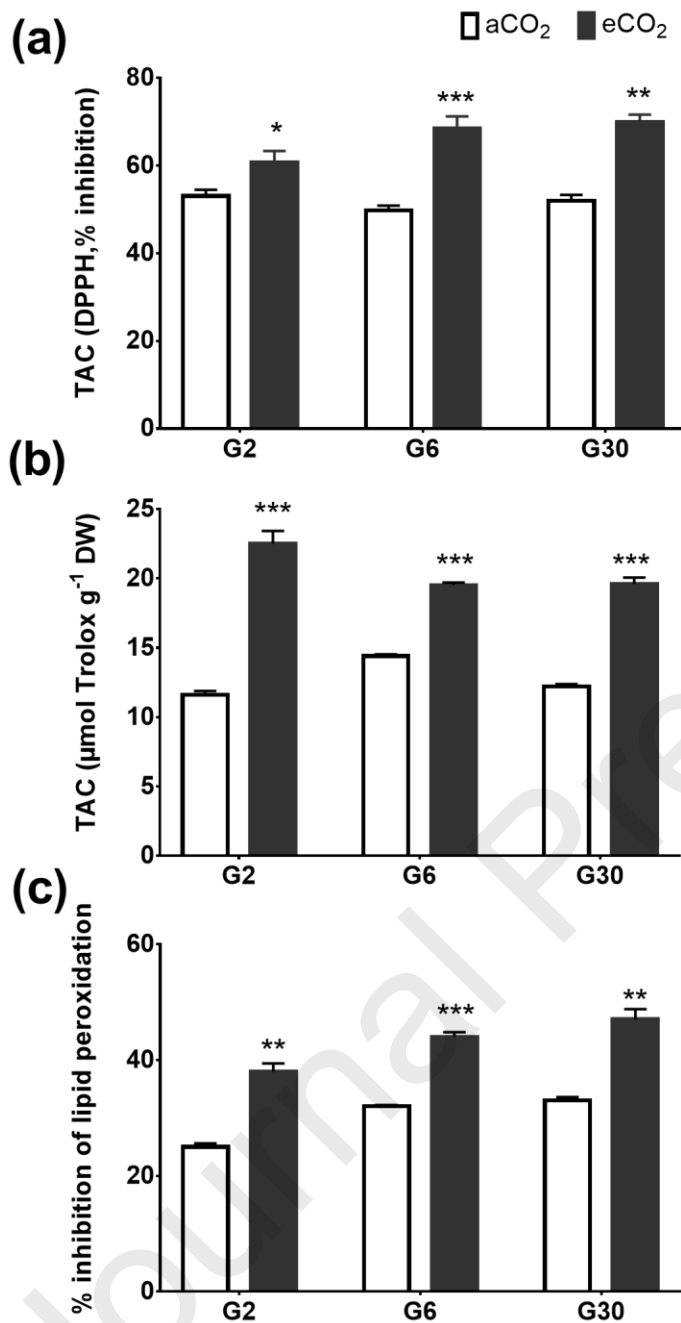 aCO₂ eCO₂
(a)
TAC (DPPH,% inhibition)
80
60
40
20
0
* *** **
G2 G6 G30
(b)
TAC (µmol Trolox g⁻¹ DW)
25
20
15
10
5
0
*** *** ***
G2 G6 G30
(c)
% inhibition of lipid peroxidation
60
40
20
0
** *** **
G2 G6 G30
Journal Pre